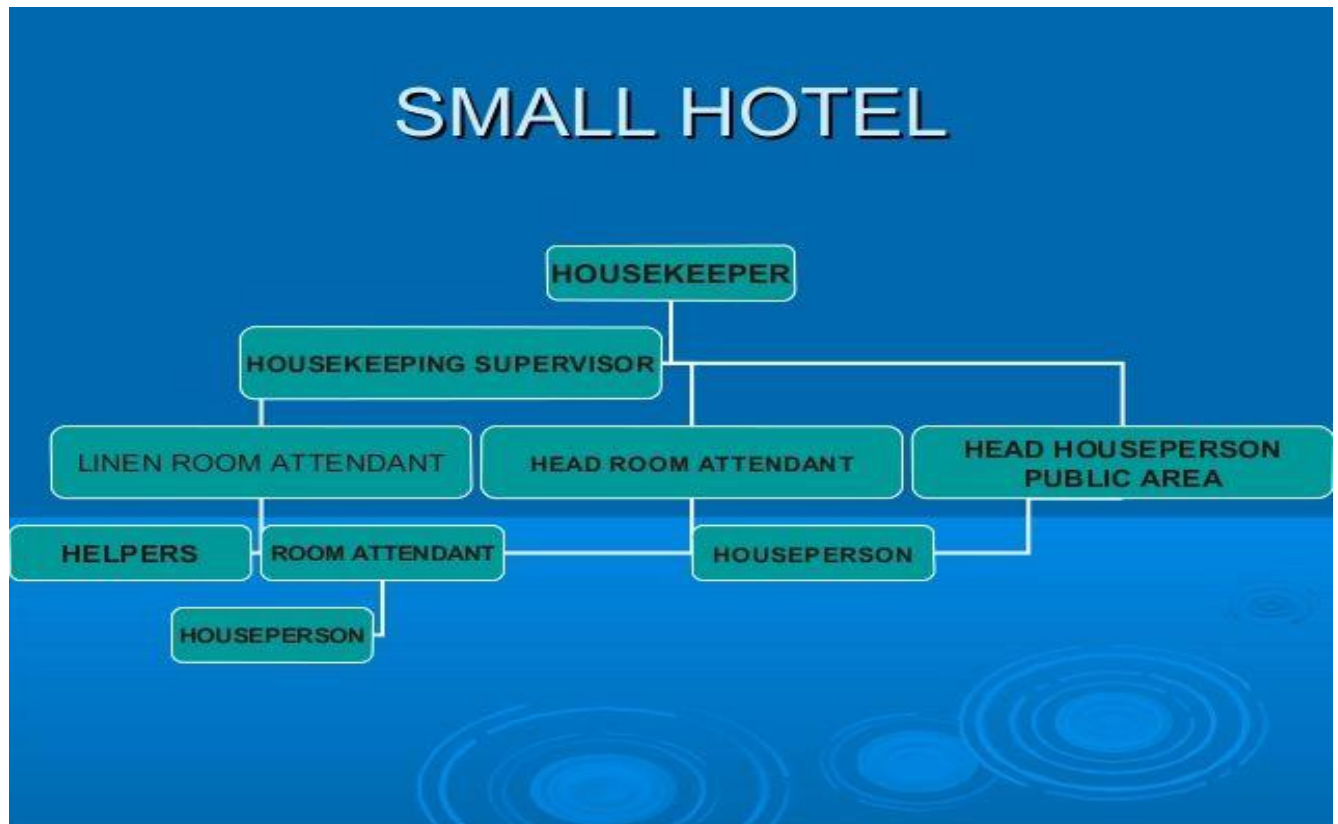 SMALL HOTEL
HOUSEKEEPER
HOUSEKEEPING SUPERVISOR
LINEN ROOM ATTENDANT
HEAD ROOM ATTENDANT
HEAD HOUSEPERSON
PUBLIC AREA
HELPERS
ROOM ATTENDANT
HOUSEPERSON
HOUSEPERSON